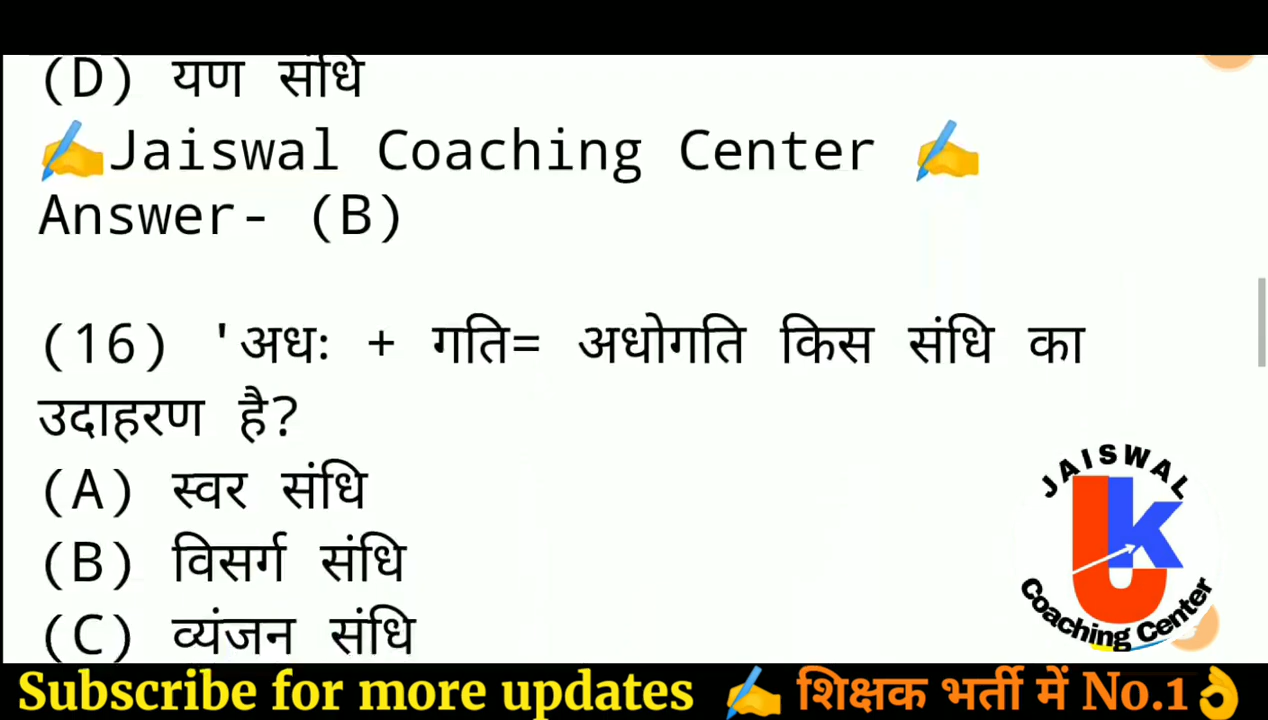 (D) यण संधि
✍Jaiswal Coaching Center ✍
Answer- (B)
(16) 'अधः + गति= अधोगति किस संधि का
उदाहरण है?
(A) स्वर संधि
(B) विसर्ग संधि
(C) व्यंजन संधि
JAISWAL
JK
Coaching Center
Subscribe for more updates ✍ शिक्षक भर्ती में No.1👌